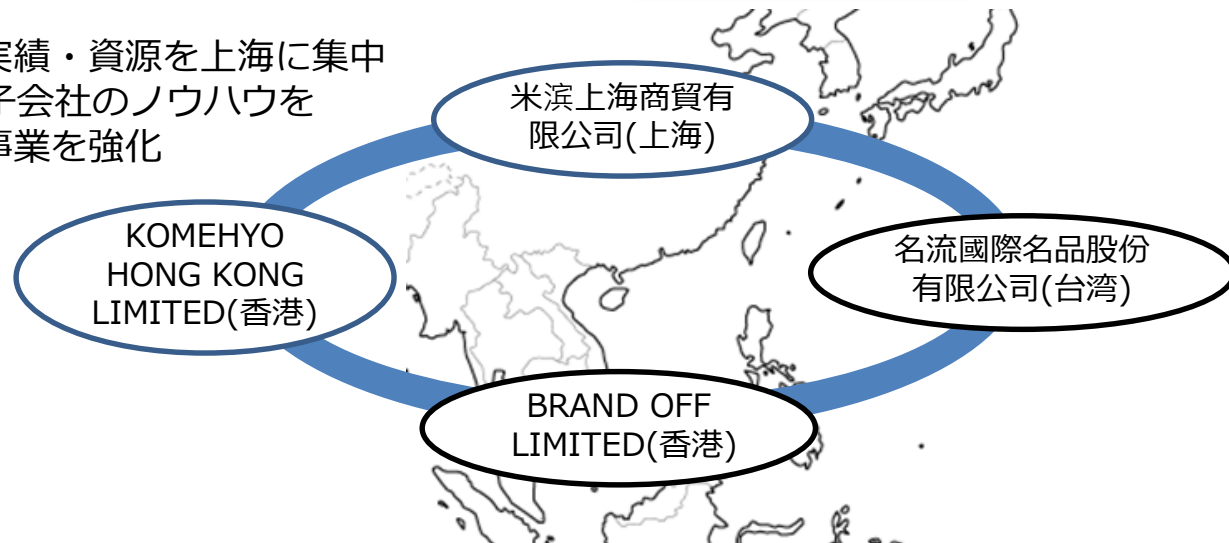 実績・資源を上海に集中
子会社のノウハウを
事業を強化
米滨上海商貿有
限公司(上海)
KOMEHYO
HONG KONG
LIMITED(香港)
名流國際名品股份
有限公司(台湾)
BRAND OFF
LIMITED(香港)